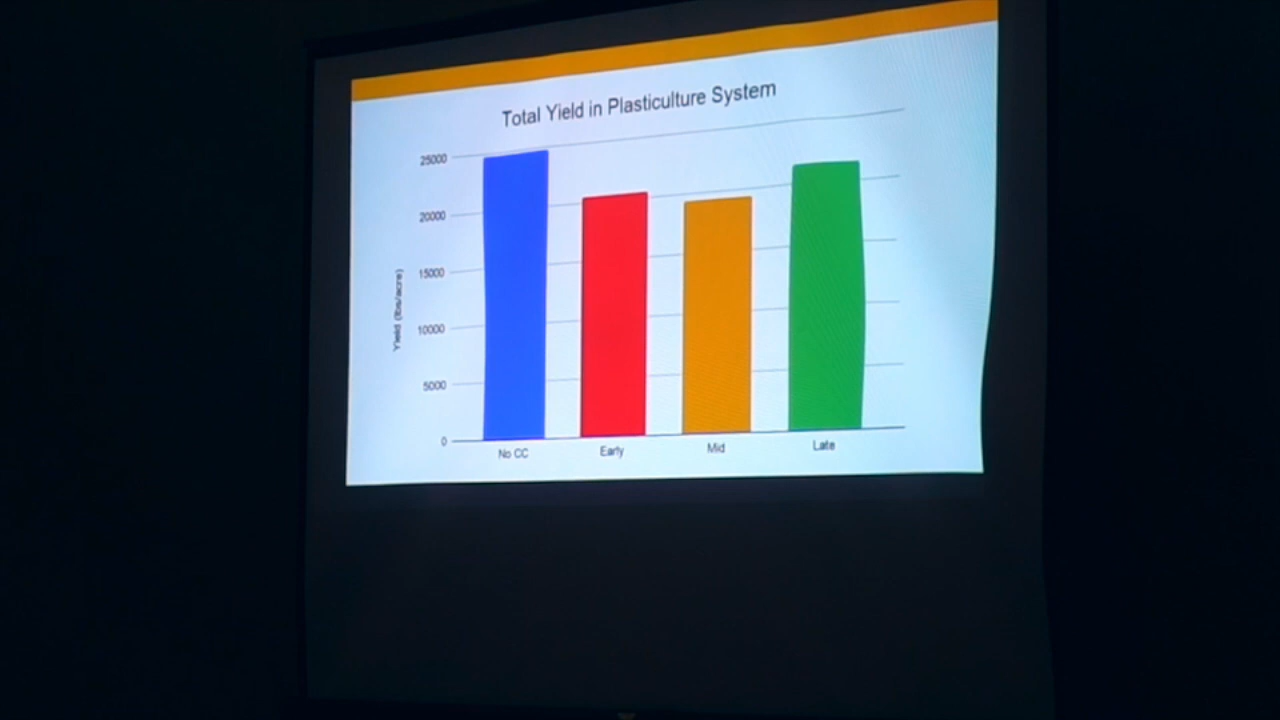 Total Yield in Plasticulture System
Yield (lbs/acre)
25000
20000
15000
10000
5000
0
No CC
Early
Mid
Late